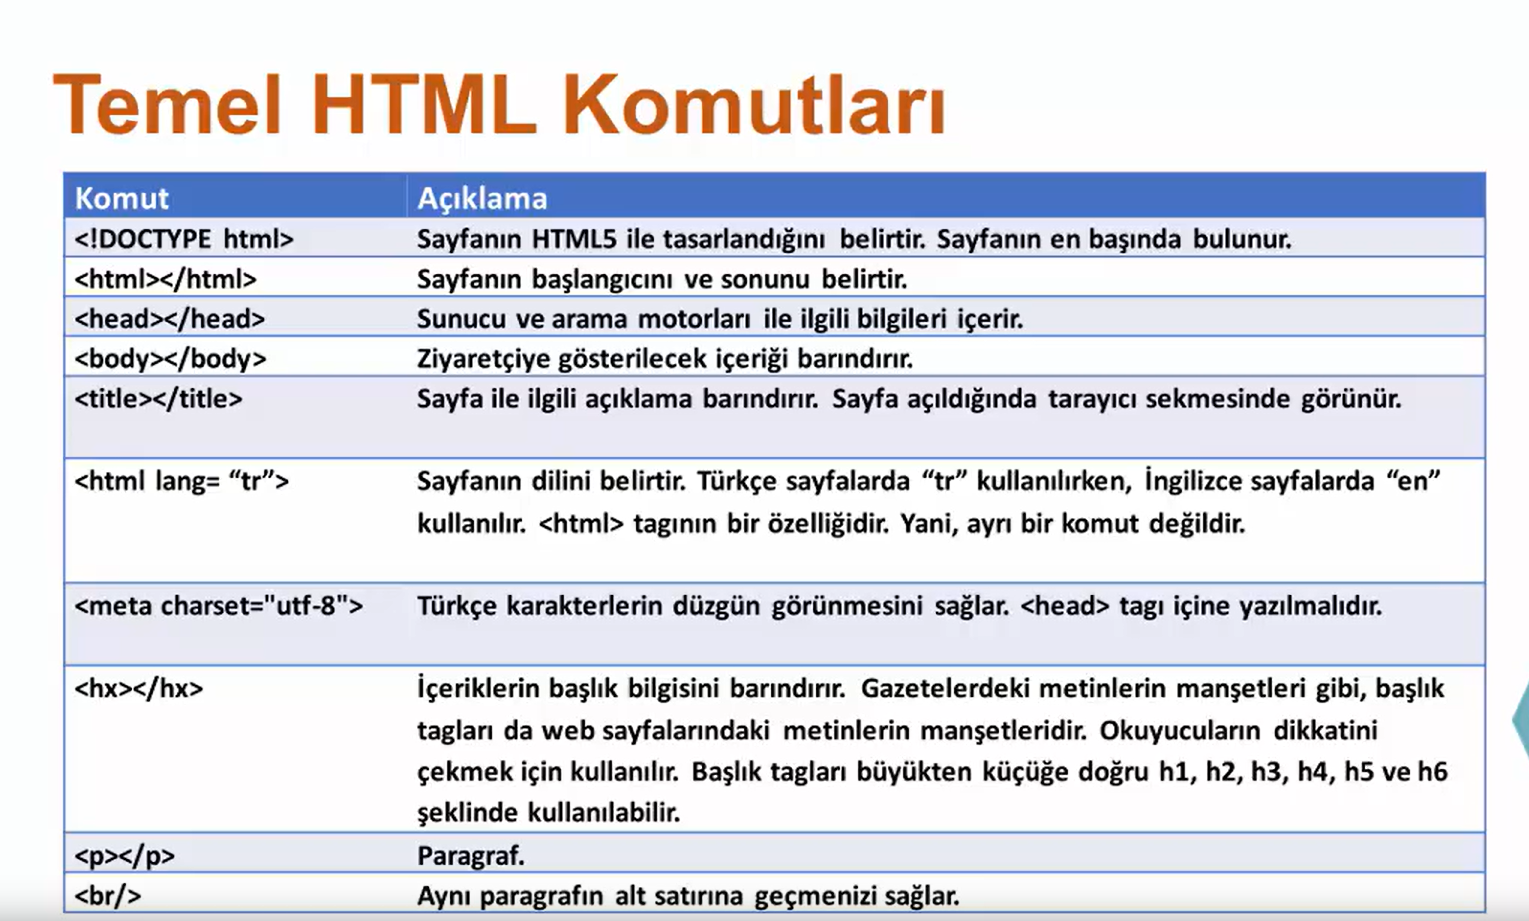 Temel HTML Komutları
Komut Açıklama
<!DOCTYPE html> Sayfanın HTML5 ile tasarlandığını belirtir. Sayfanın en başında bulunur.
<html></html> Sayfanın başlangıcını ve sonunu belirtir.
<head></head> Sunucu ve arama motorları ile ilgili bilgileri içerir.
<body></body> Ziyaretçiye gösterilecek içeriği barındırır.
<title></title> Sayfa ile ilgili açıklama barındırır. Sayfa açıldığında tarayıcı sekmesinde görünür.
<html lang= “tr”> Sayfanın dilini belirtir. Türkçe sayfalarda “tr” kullanılırken, İngilizce sayfalarda “en”
kullanılır. <html> tagının bir özelliğidir. Yani, ayrı bir komut değildir.
<meta charset="utf-8"> Türkçe karakterlerin düzgün görünmesini sağlar. <head> tagı içine yazılmalıdır.
<hx></hx> İçeriklerin başlık bilgisini barındırır. Gazetelerdeki metinlerin manşetleri gibi, başlık
tagları da web sayfalarındaki metinlerin manşetleridir. Okuyucuların dikkatini
çekmek için kullanılır. Başlık tagları büyükten küçüğe doğru h1, h2, h3, h4, h5 ve h6
şeklinde kullanılabilir.
<p></p> Paragraf.
<br/> Aynı paragrafın alt satırına geçmenizi sağlar.